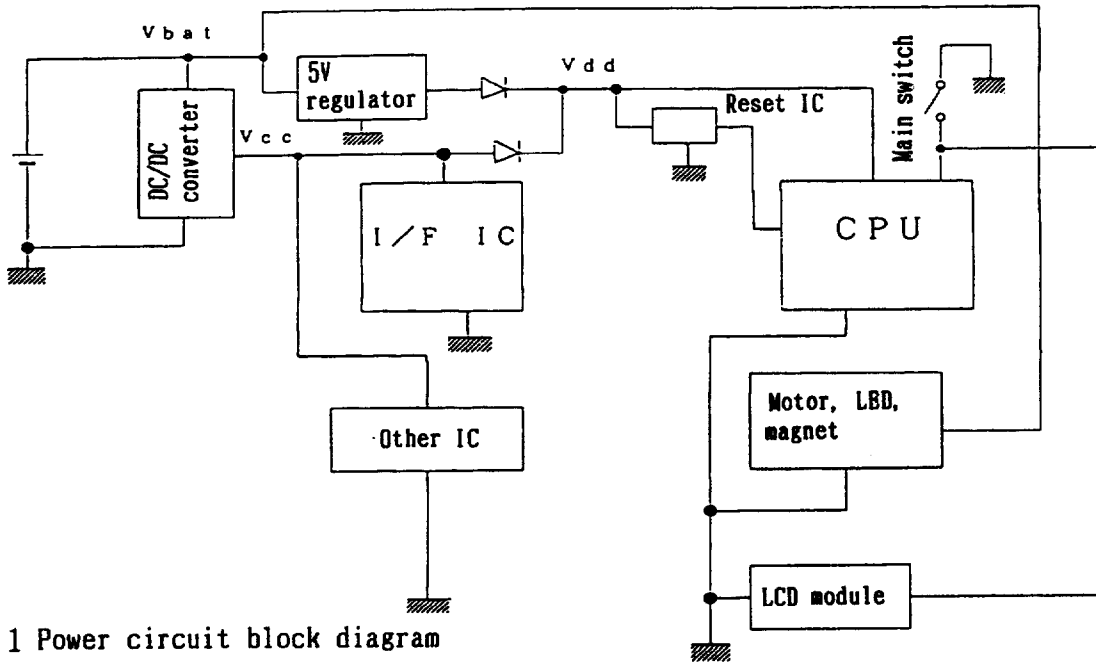 Vbat
5V
regulator
Vdd
Reset IC
Main switch
Vcc
DC/DC
converter
I/F IC
CPU
Motor, LBD,
magnet
Other IC
LCD module
1 Power circuit block diagram